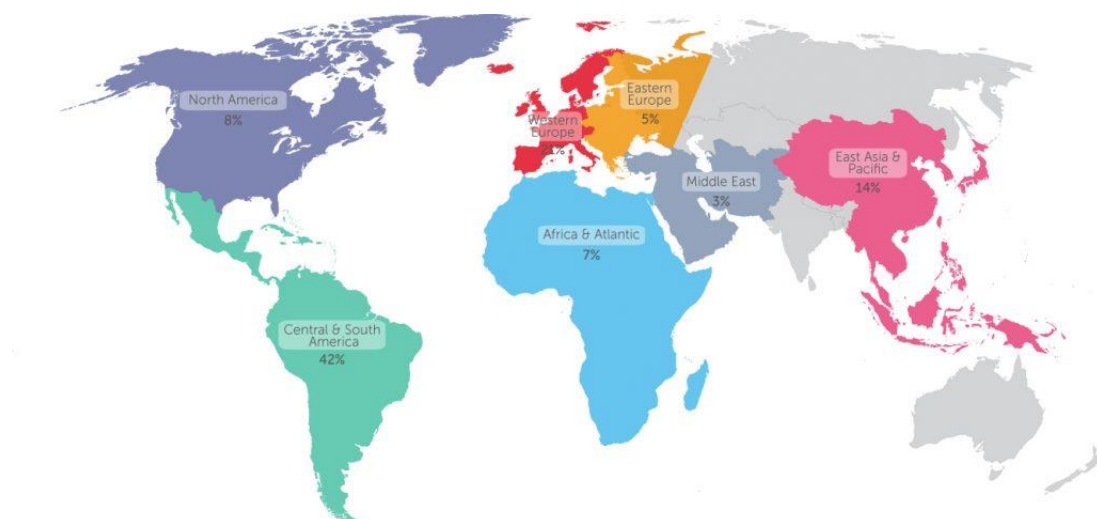 North America
8%
Western
Europe
21%
Eastern
Europe
5%
Middle East
3%
East Asia &
Pacific
14%
Africa & Atlantic
7%
Central & South
America
42%